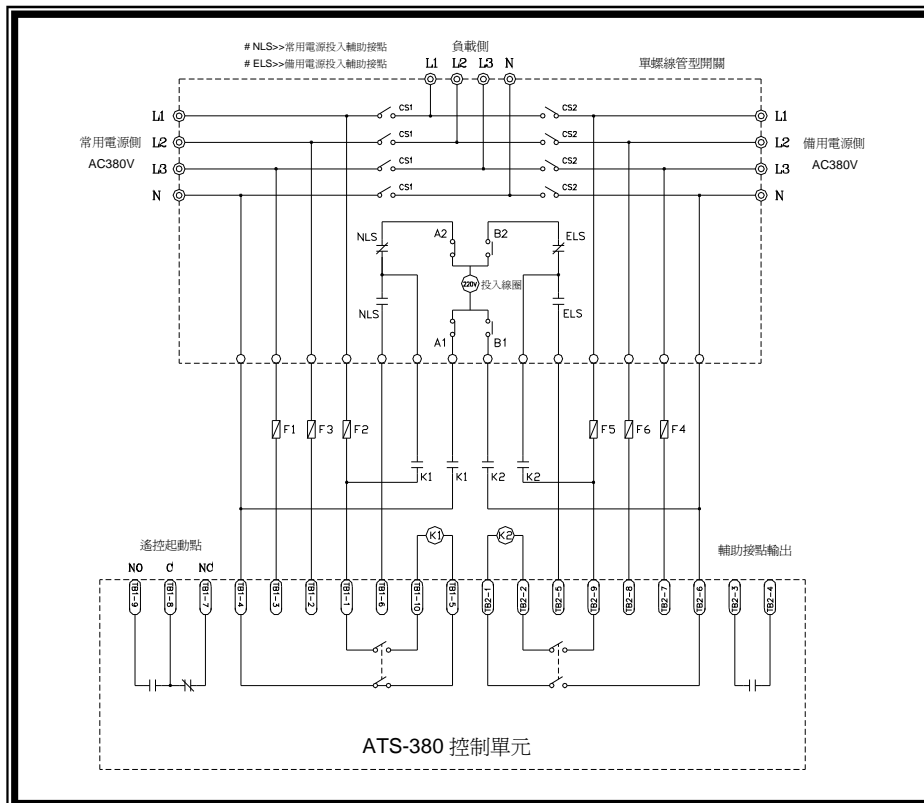 # NLS>>常用電源投入輔助接點
負載側
# ELS>>備用電源投入輔助接點
L1 L2 L3 N
單螺線管型開關
L1 CS1 CS2 L1
常用電源側 L2 CS1 CS2 L2 備用電源側
AC380V AC380V
L3 CS1 CS2 L3
N CS1 CS2 N
NLS A2 B2 ELS
220V 投入線圈
NLS ELS
A1 B1
F1 F3 F2 F5 F6 F4
K1 K1 K2 K2
遙控起動點 K1 K2 輔助接點輸出
NO C NC
TB1-9 TB1-8 TB1-7 TB1-4 TB1-3 TB1-2 TB1-1 TB1-6 TB1-10 TB1-5 TB2-1 TB2-2 TB2-5 TB2-6 TB2-8 TB2-7 TB2-9 TB2-3 TB2-4
ATS-380 控制單元